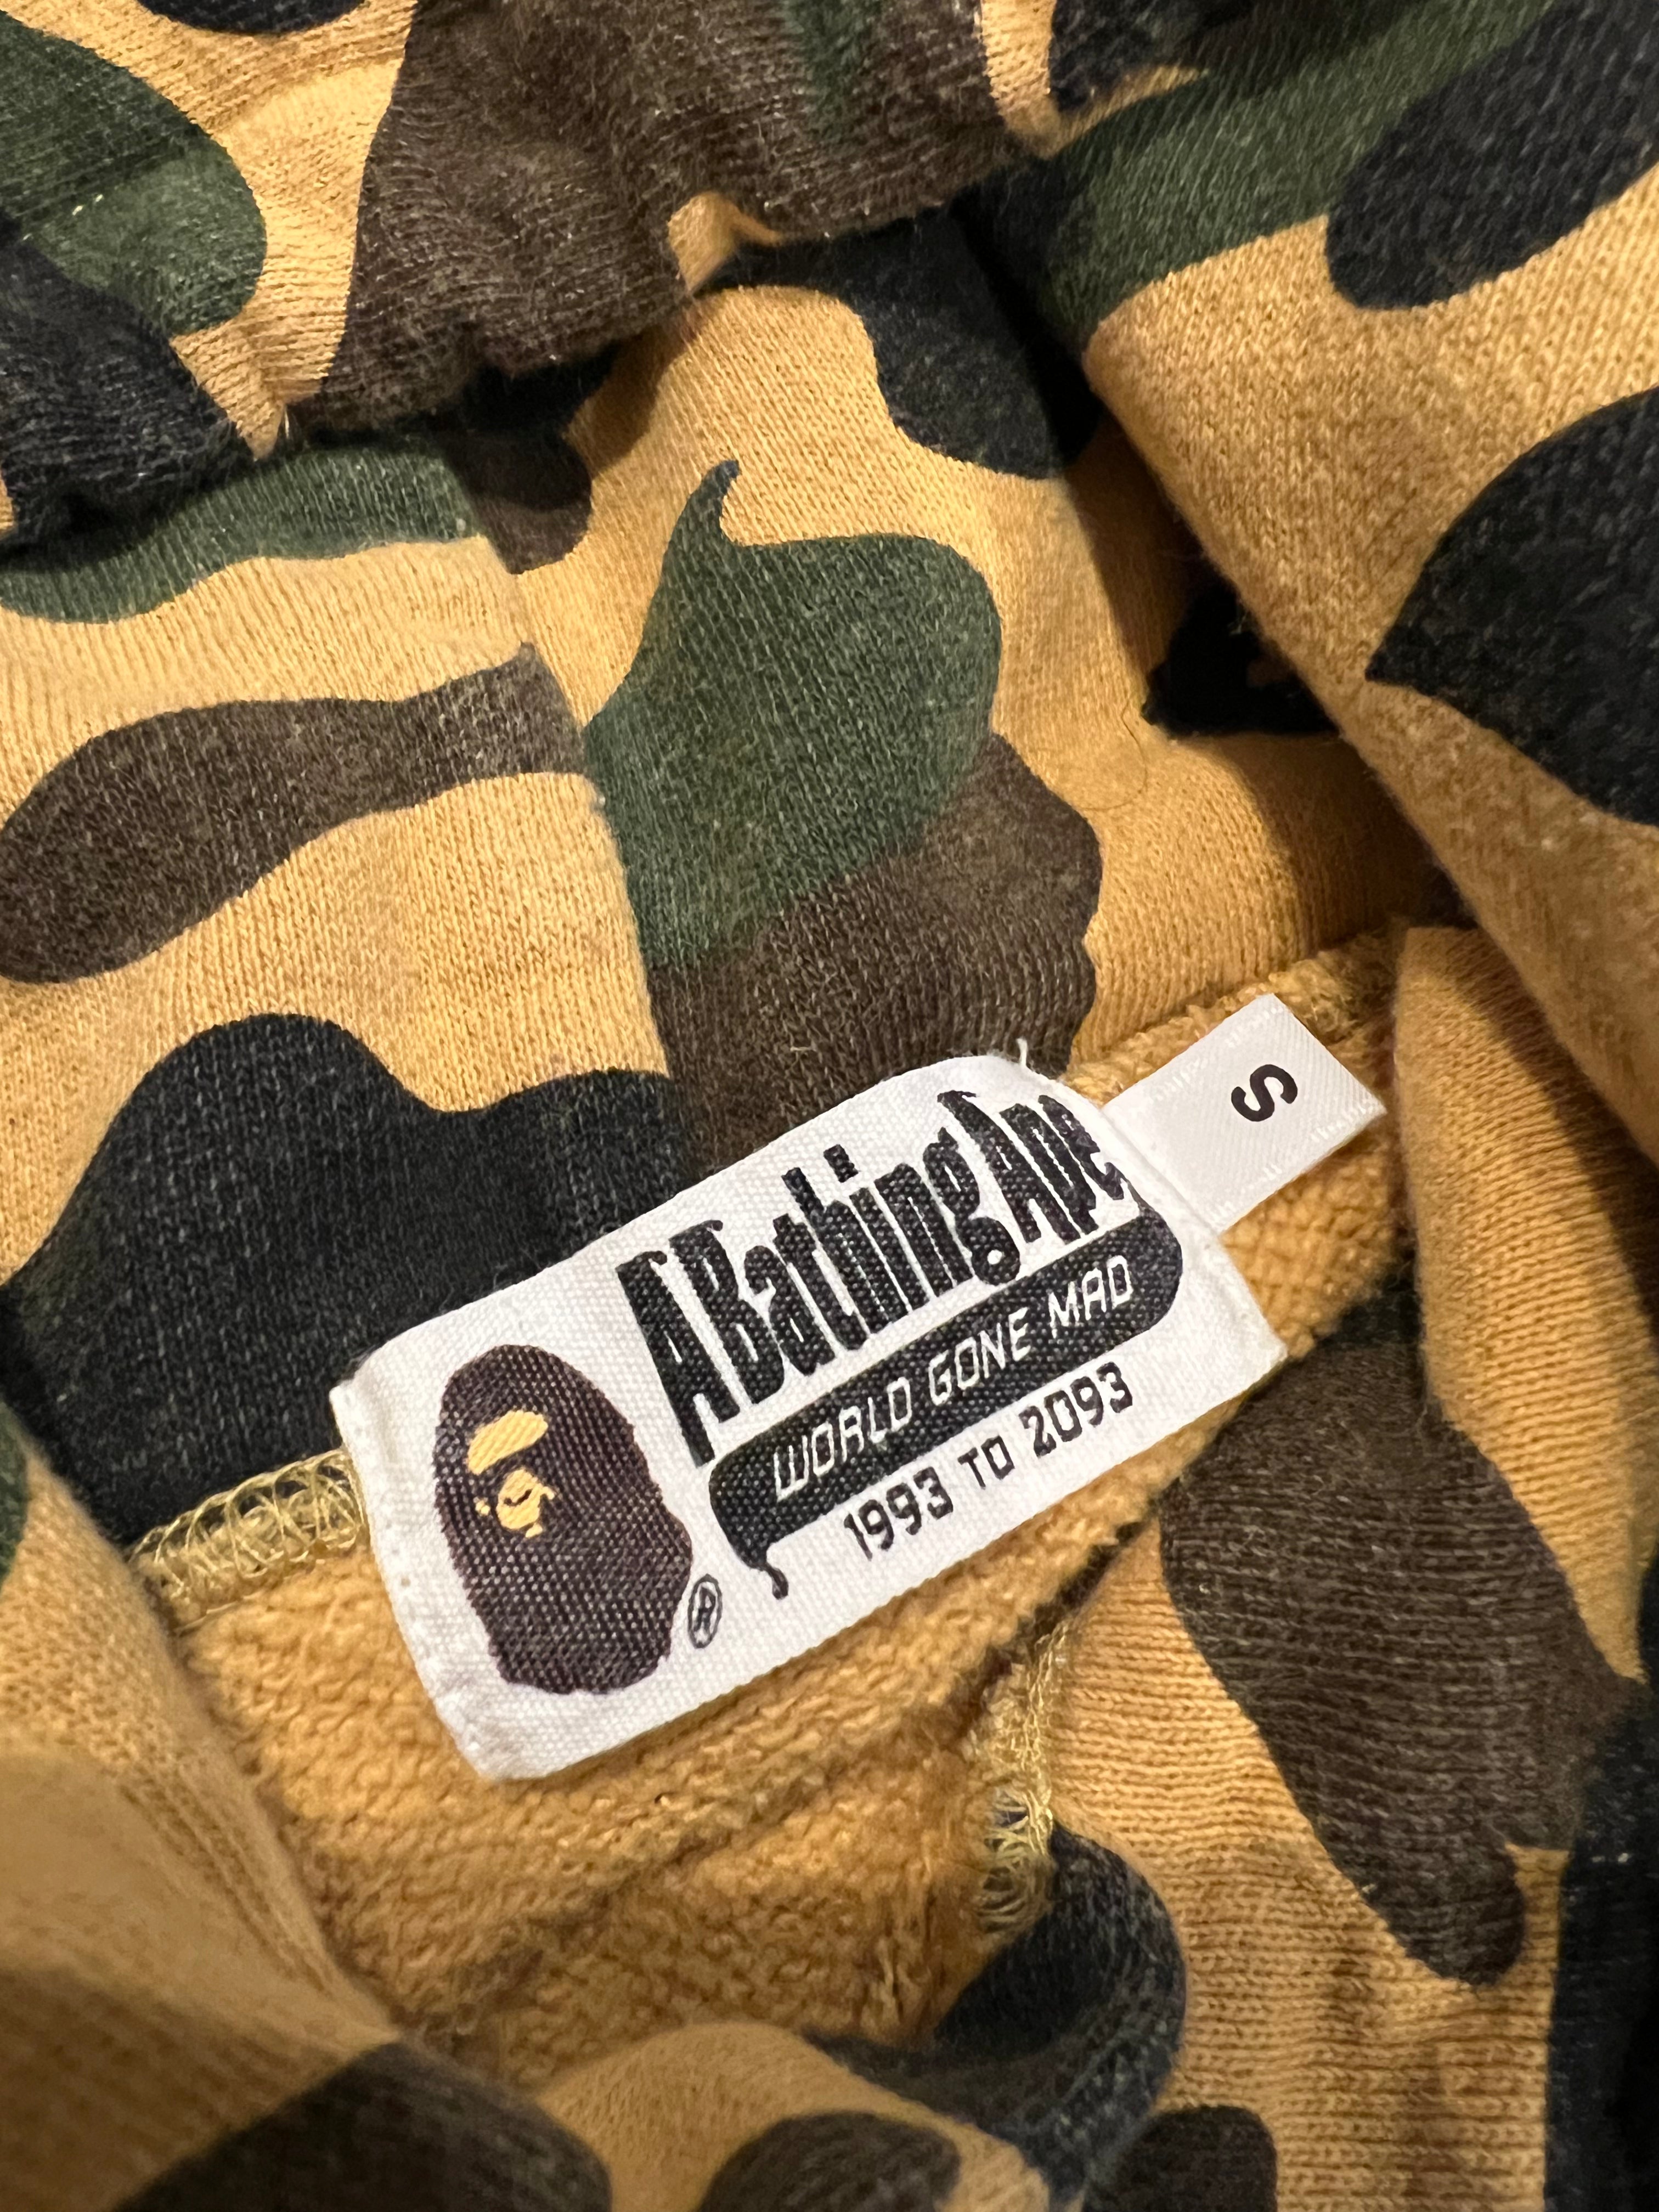 A Bathing Ape
WORLD GONE MAD
1993 TO 2093
®
S